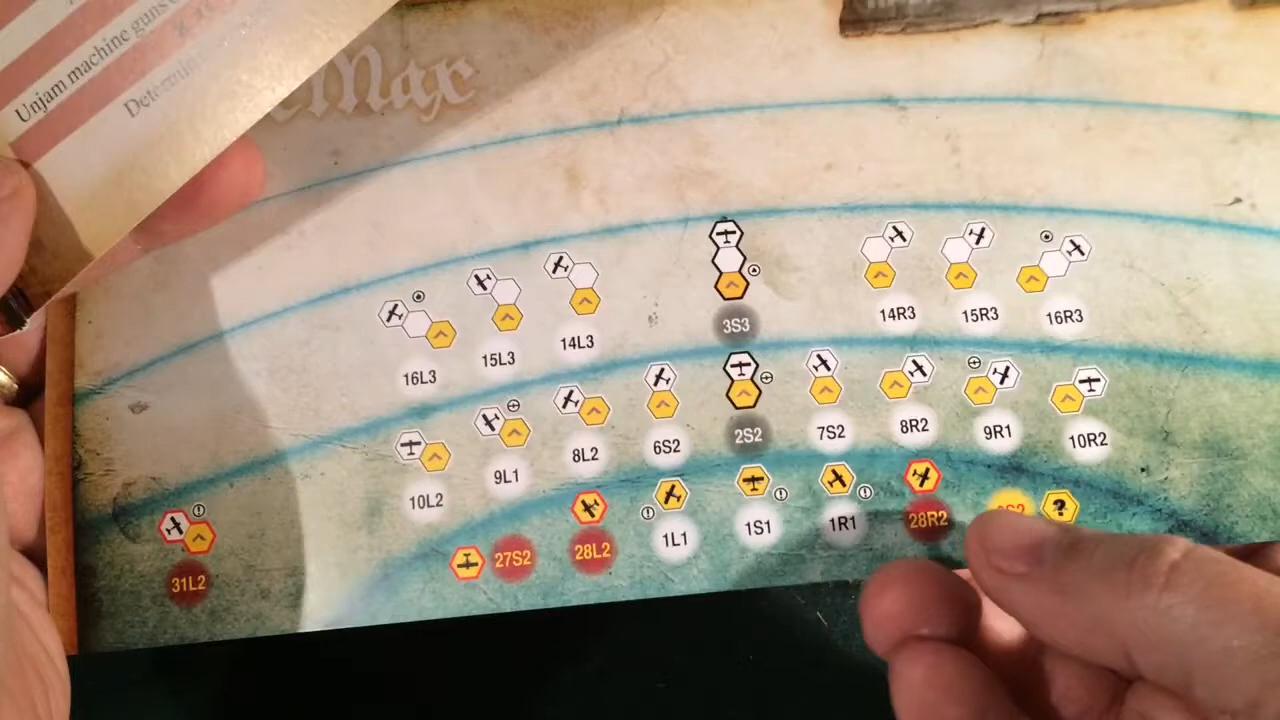 Unjam machine guns
Max
3S3
14R3
15R3
16R3
14L3
15L3
16L3
2S2
7S2
8R2
9R1
10R2
6S2
8L2
9L1
10L2
1S1
1R1
28R2
?
1L1
28L2
27S2
31L2